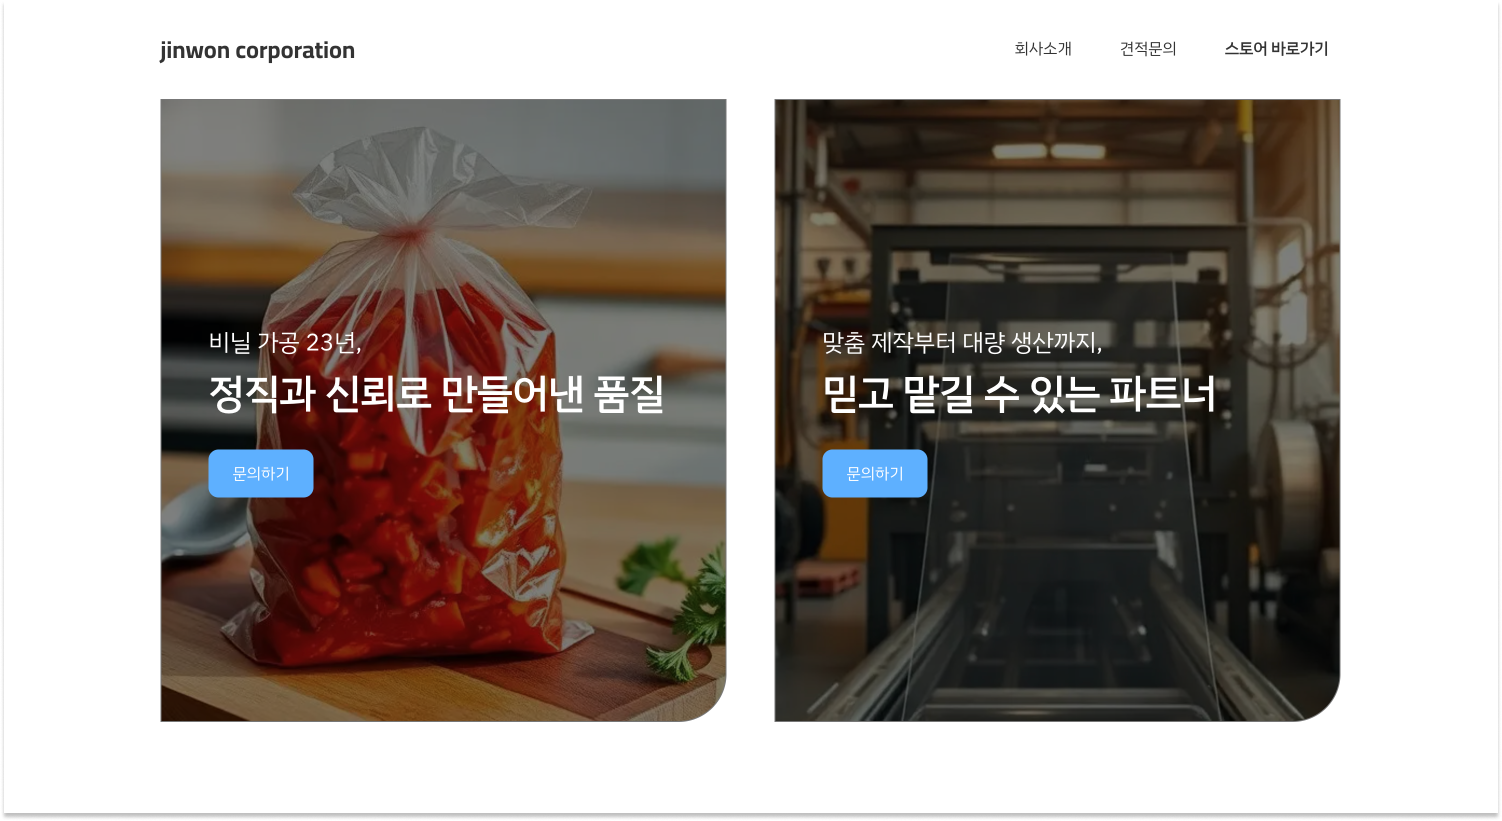 jinwon corporation
회사소개
견적문의
스토어 바로가기
비닐 가공 23년,
정직과 신뢰로 만들어낸 품질
문의하기
맞춤 제작부터 대량 생산까지,
믿고 맡길 수 있는 파트너
문의하기